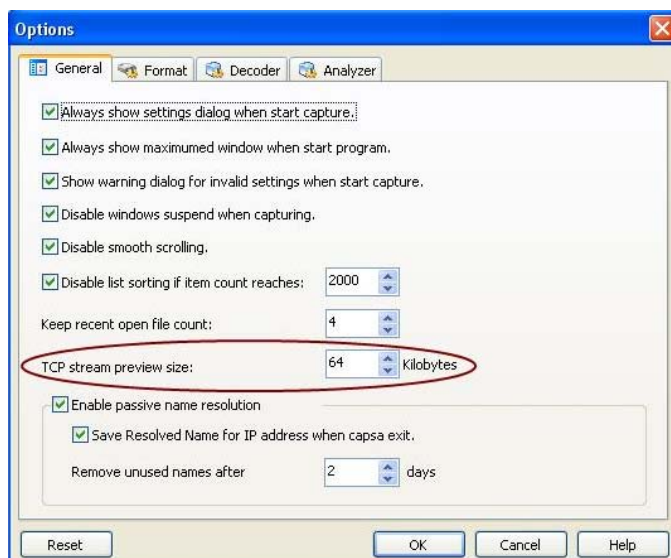 Options
General Format Decoder Analyzer
Always show settings dialog when start capture.
Always show maximumed window when start program.
Show warning dialog for invalid settings when start capture.
Disable windows suspend when capturing.
Disable smooth scrolling.
Disable list sorting if item count reaches: 2000
Keep recent open file count: 4
TCP stream preview size: 64 Kilobytes
Enable passive name resolution
Save Resolved Name for IP address when capsa exit.
Remove unused names after 2 days
Reset OK Cancel Help